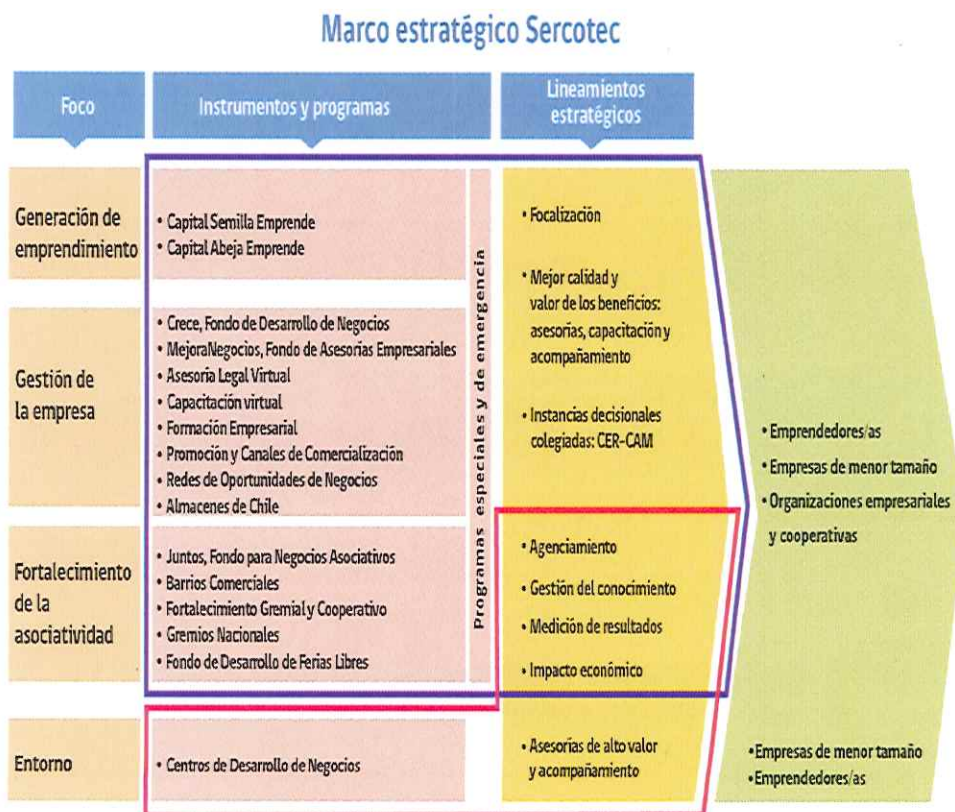 Marco estratégico Sercotec
Foco
Instrumentos y programas
Lineamientos
estratégicos
Generación de
emprendimiento
• Capital Semilla Emprende
• Capital Abeja Emprende
Gestión de
la empresa
• Crece, Fondo de Desarrollo de Negocios
• MejoraNegocios, Fondo de Asesorías Empresariales
• Asesoría Legal Virtual
• Capacitación virtual
• Formación Empresarial
• Promoción y Canales de Comercialización
• Redes de Oportunidades de Negocios
• Almacenes de Chile
Fortalecimiento
de la
asociatividad
• Juntos, Fondo para Negocios Asociativos
• Barrios Comerciales
• Fortalecimiento Gremial y Cooperativo
• Gremios Nacionales
• Fondo de Desarrollo de Ferias Libres
Entorno
• Centros de Desarrollo de Negocios
Programas especiales y de emergencia
• Focalización
• Mejor calidad y
valor de los beneficios:
asesorías, capacitación y
acompañamiento
• Instancias decisionales
colegiadas: CER-CAM
• Agenciamiento
• Gestión del conocimiento
• Medición de resultados
• Impacto económico
• Asesorías de alto valor
y acompañamiento
• Emprendedores/as
• Empresas de menor tamaño
• Organizaciones empresariales
y cooperativas
• Empresas de menor tamaño
• Emprendedores/as